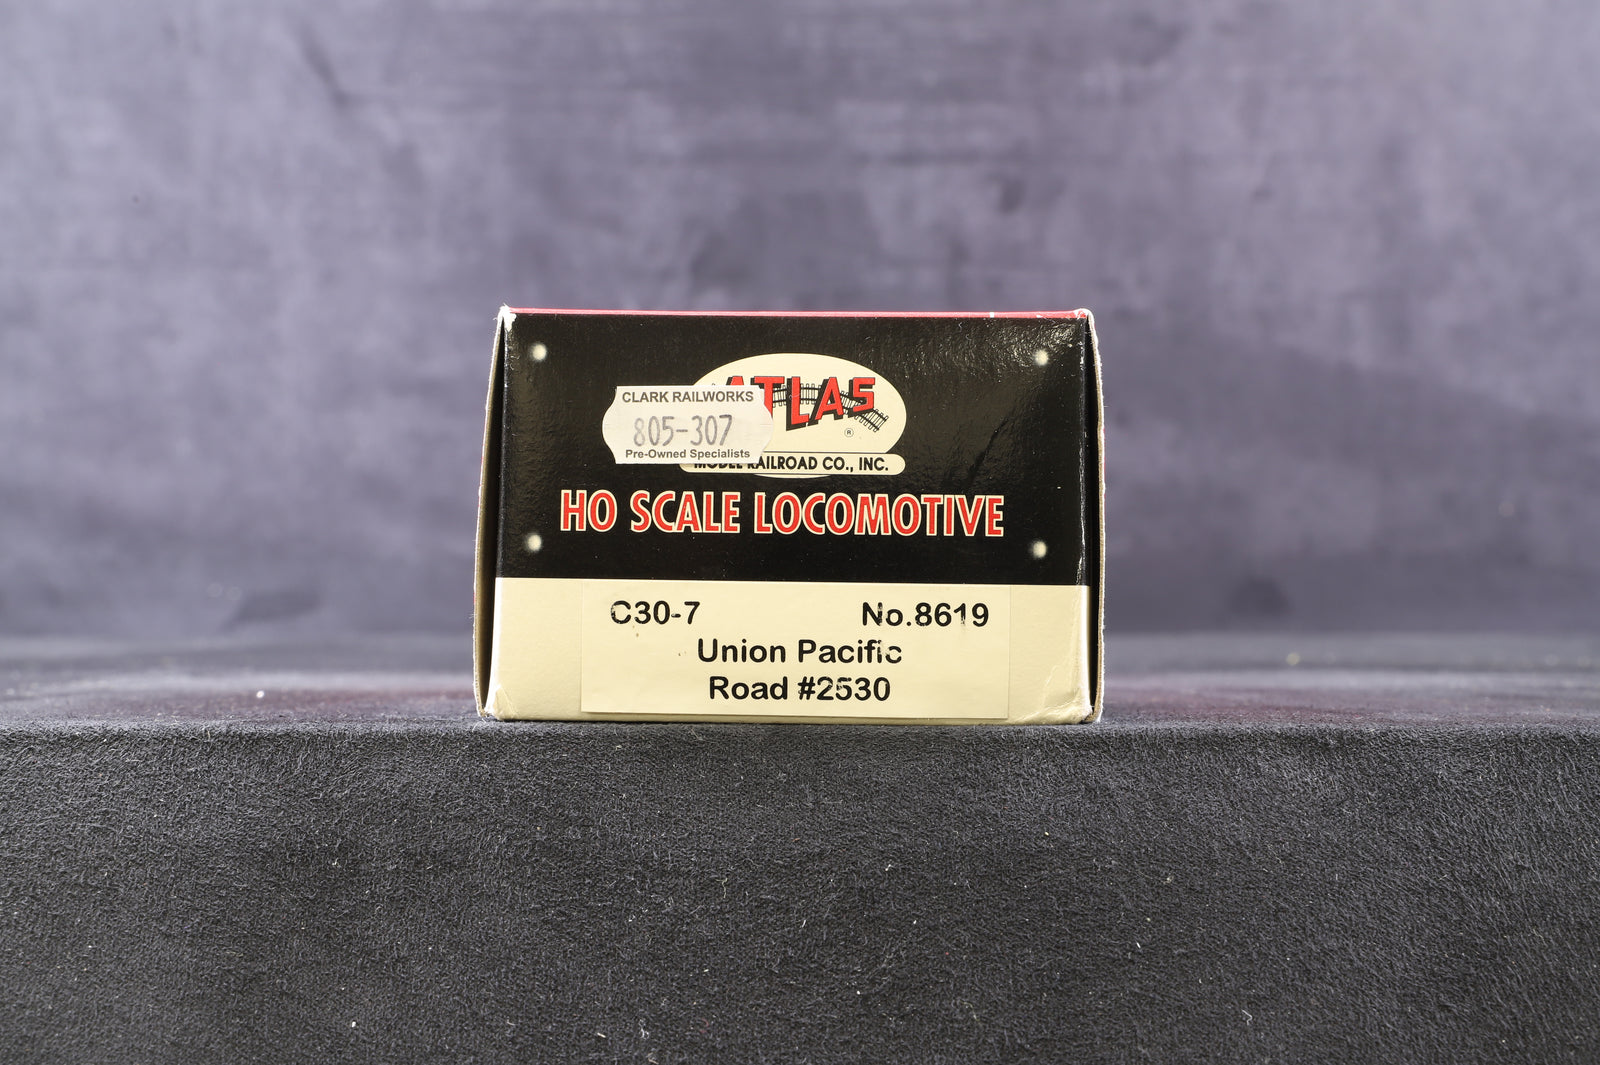 ATLAS
®
CLARK RAILWORKS
805-307
Pre-Owned Specialists
MODEL RAILROAD CO., INC.
HO SCALE LOCOMOTIVE
C30-7 No.8619
Union Pacific
Road #2530